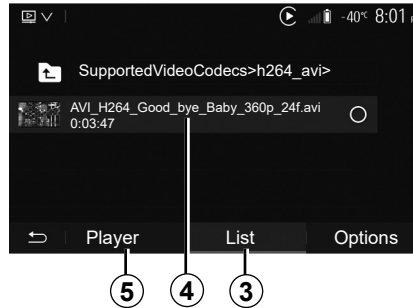 -40°C 8:01
SupportedVideoCodecs>h264_avi>
AVI_H264_Good_bye_Baby_360p_24f.avi
0:03:47
Player
List
Options
5
4
3